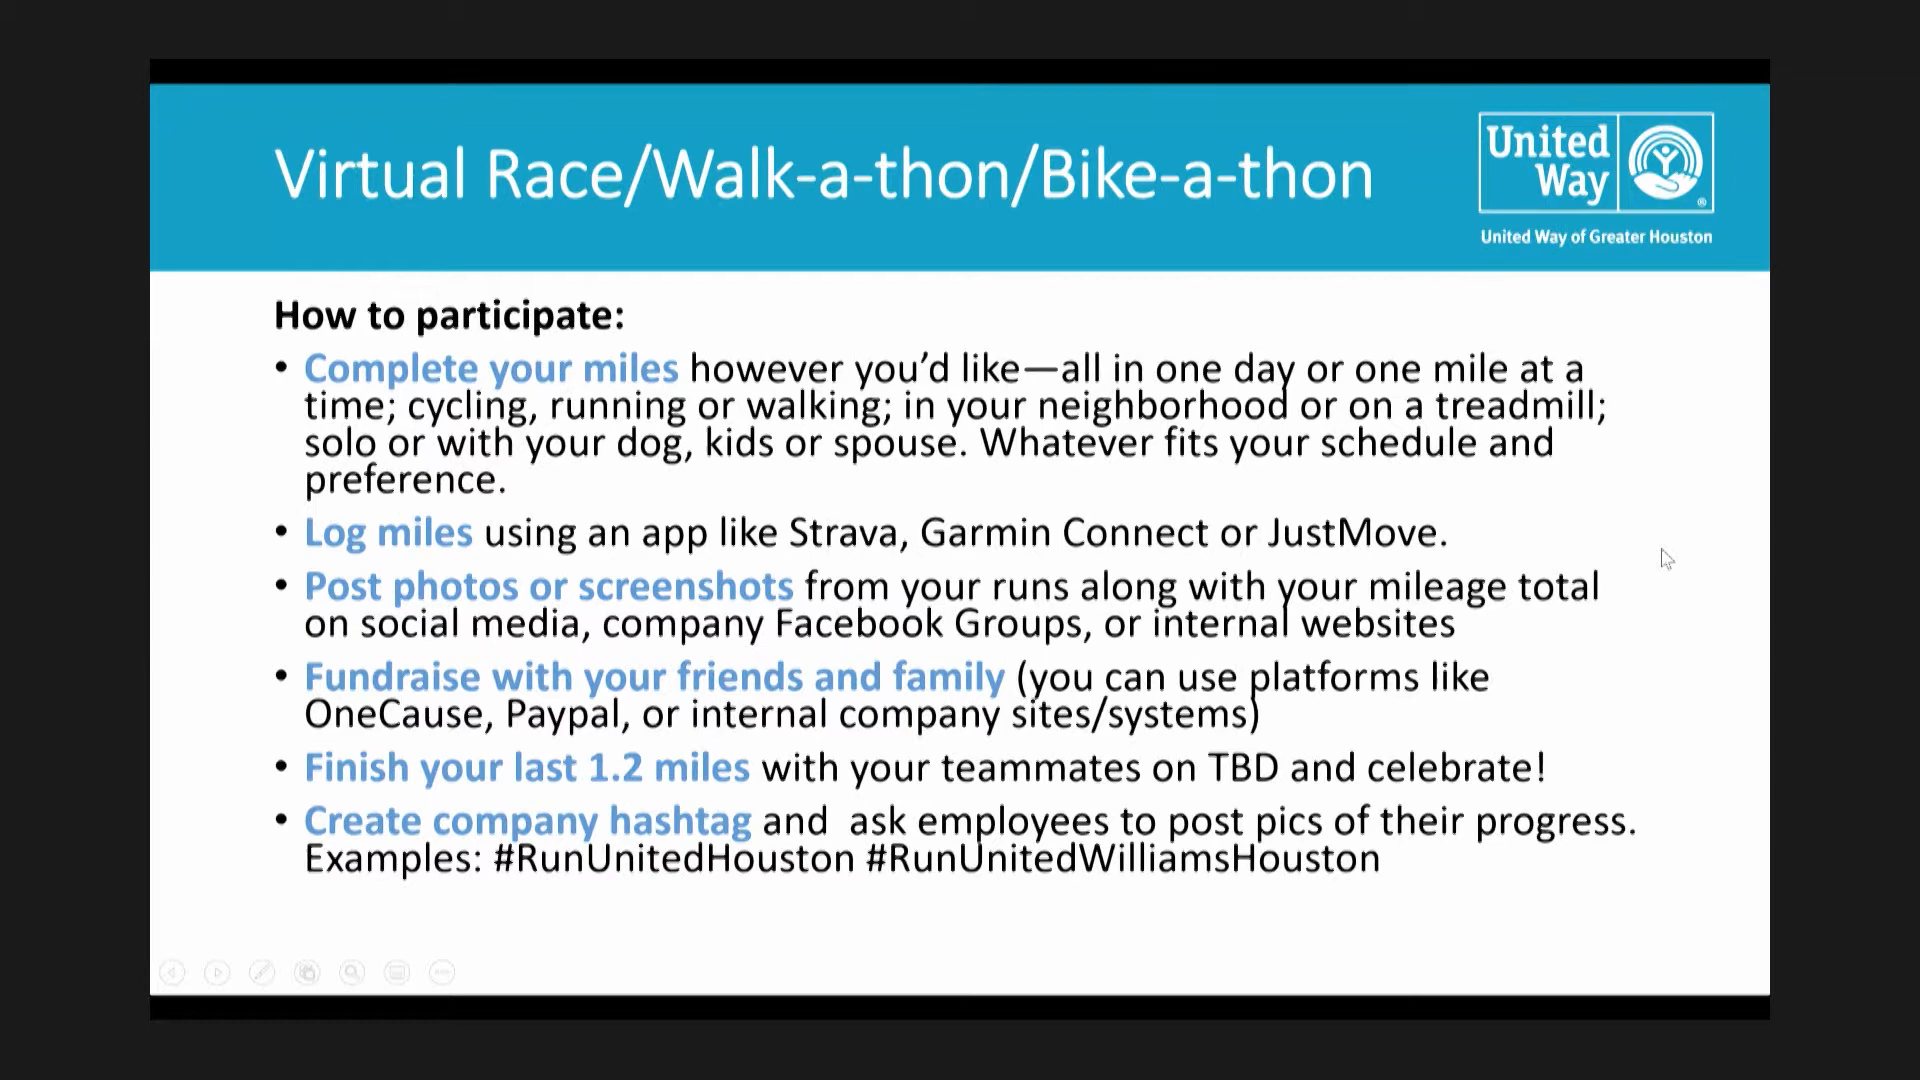 Virtual Race/Walk-a-thon/Bike-a-thon
United
Way
®
United Way of Greater Houston
How to participate:
• Complete your miles however you’d like—all in one day or one mile at a
time; cycling, running or walking; in your neighborhood or on a treadmill;
solo or with your dog, kids or spouse. Whatever fits your schedule and
preference.
• Log miles using an app like Strava, Garmin Connect or JustMove.
• Post photos or screenshots from your runs along with your mileage total
on social media, company Facebook Groups, or internal websites
• Fundraise with your friends and family (you can use platforms like
OneCause, Paypal, or internal company sites/systems)
• Finish your last 1.2 miles with your teammates on TBD and celebrate!
• Create company hashtag and  ask employees to post pics of their progress.
Examples: #RunUnitedHouston #RunUnitedWilliamsHouston